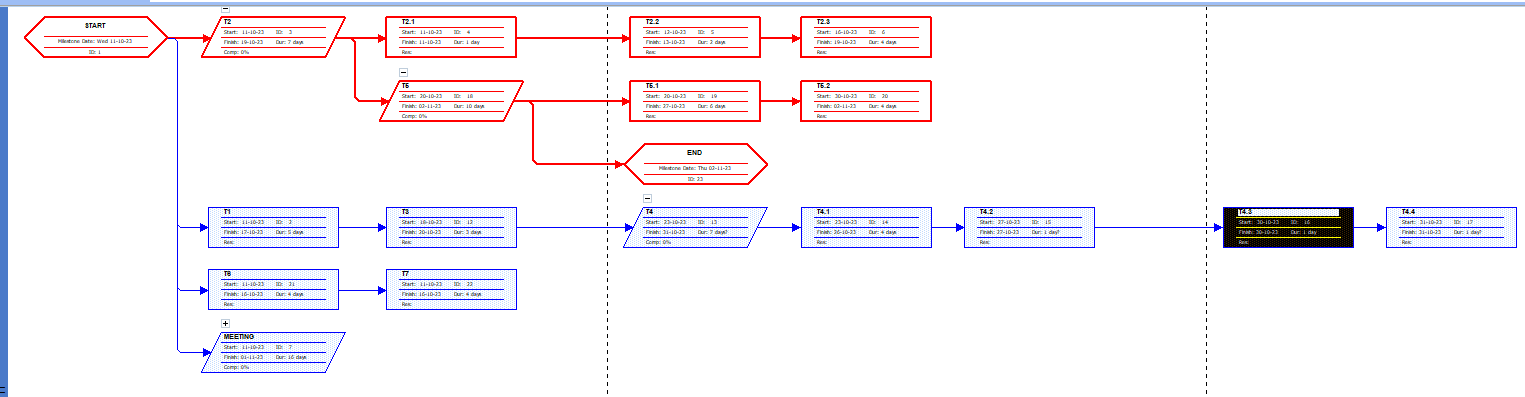 START
Milestone Date: Wed 11-10-23
ID: 1
T2
Start: 11-10-23 ID: 3
Finish: 19-10-23 Dur: 7 days
Comp: 0%
T2.1
Start: 11-10-23 ID: 4
Finish: 11-10-23 Dur: 1 day
Res:
T2.2
Start: 12-10-23 ID: 5
Finish: 13-10-23 Dur: 2 days
Res:
T2.3
Start: 16-10-23 ID: 6
Finish: 19-10-23 Dur: 4 days
Res:
T5
Start: 20-10-23 ID: 18
Finish: 02-11-23 Dur: 10 days
Comp: 0%
T5.1
Start: 20-10-23 ID: 19
Finish: 27-10-23 Dur: 6 days
Res:
T5.2
Start: 30-10-23 ID: 20
Finish: 02-11-23 Dur: 4 days
Res:
END
Milestone Date: Thu 02-11-23
ID: 23
T1
Start: 11-10-23 ID: 2
Finish: 17-10-23 Dur: 5 days
Res:
T3
Start: 18-10-23 ID: 12
Finish: 20-10-23 Dur: 3 days
Res:
T4
Start: 23-10-23 ID: 13
Finish: 31-10-23 Dur: 7 days?
Comp: 0%
T4.1
Start: 23-10-23 ID: 14
Finish: 26-10-23 Dur: 4 days
Res:
T4.2
Start: 27-10-23 ID: 15
Finish: 27-10-23 Dur: 1 day?
Res:
T4.3
Start: 30-10-23 ID: 16
Finish: 30-10-23 Dur: 1 day
Res:
T4.4
Start: 31-10-23 ID: 17
Finish: 31-10-23 Dur: 1 day?
Res:
T6
Start: 11-10-23 ID: 21
Finish: 16-10-23 Dur: 4 days
Res:
T7
Start: 11-10-23 ID: 22
Finish: 16-10-23 Dur: 4 days
Res:
MEETING
Start: 11-10-23 ID: 7
Finish: 01-11-23 Dur: 16 days
Comp: 0%